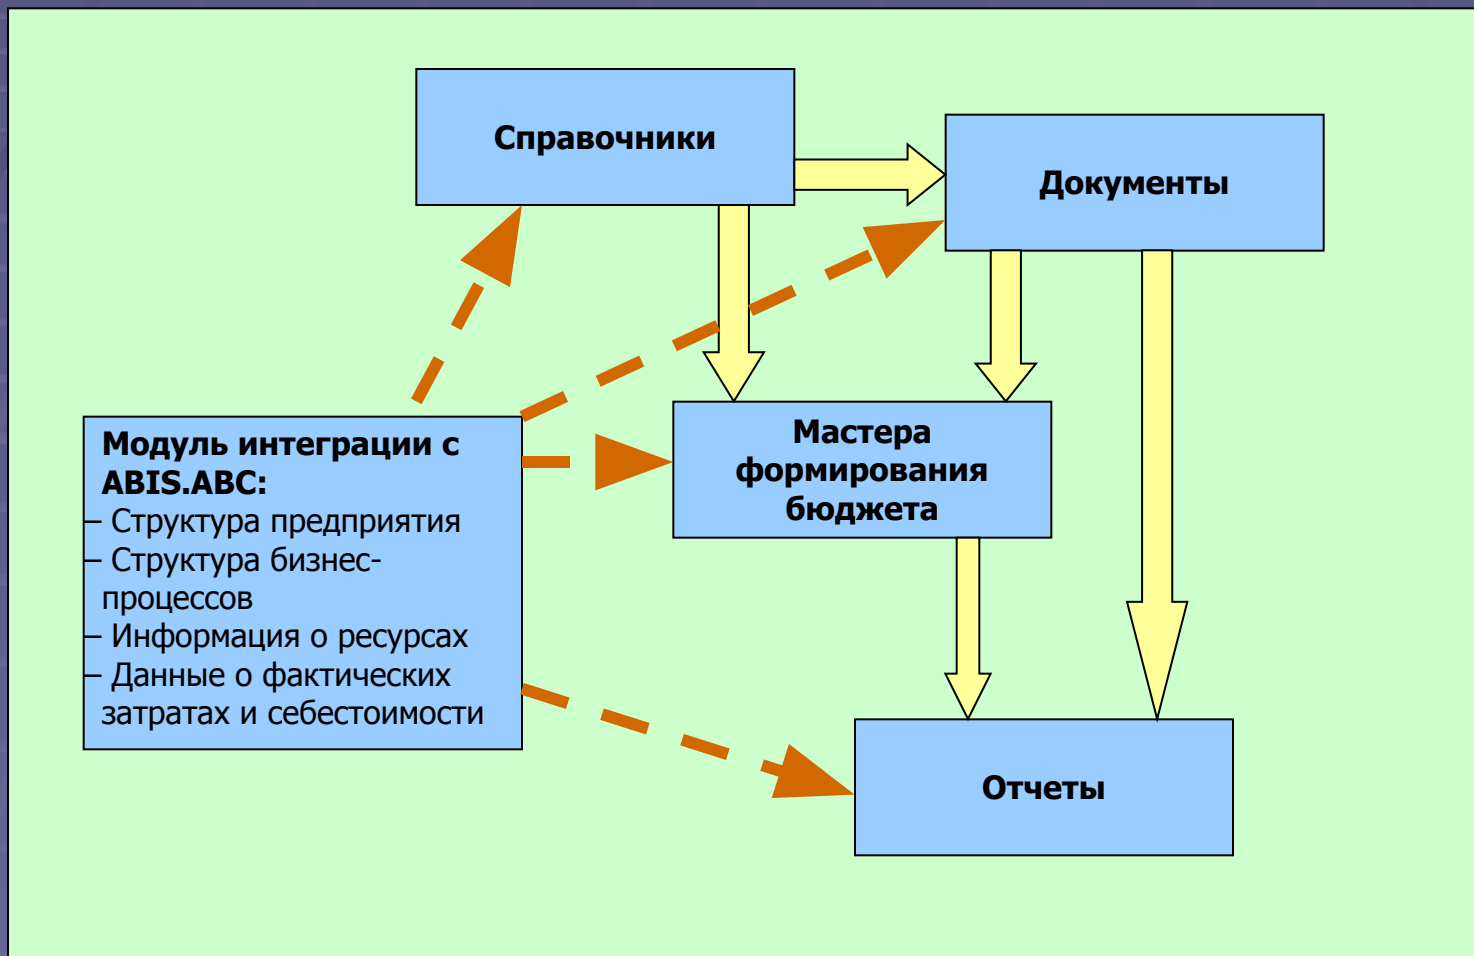 Справочники
Документы
Модуль интеграции с
ABIS.ABC:
– Структура предприятия
– Структура бизнес-
процессов
– Информация о ресурсах
– Данные о фактических
затратах и себестоимости
Мастера
формирования
бюджета
Отчеты